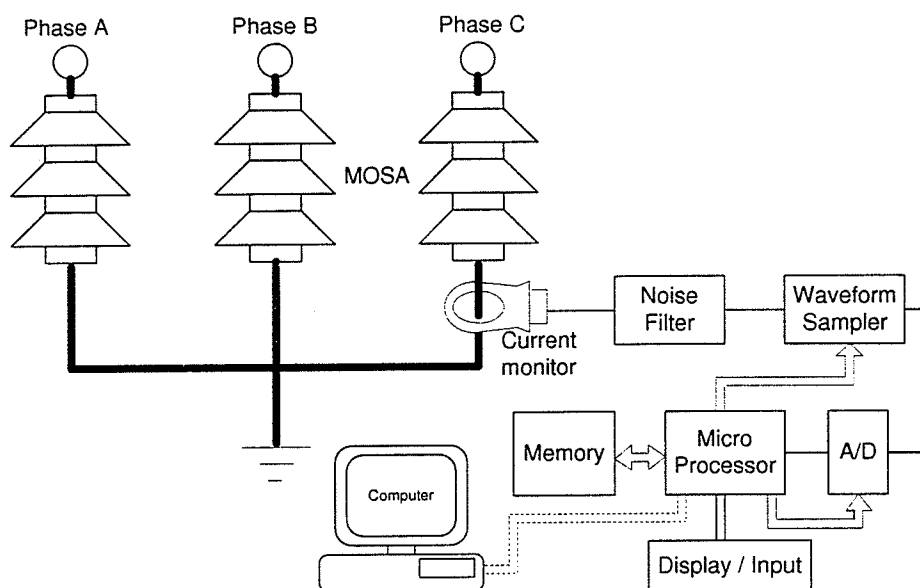 Phase A
Phase B
Phase C
MOSA
Current
monitor
Noise
Filter
Waveform
Sampler
Memory
Micro
Processor
A/D
Computer
Display / Input